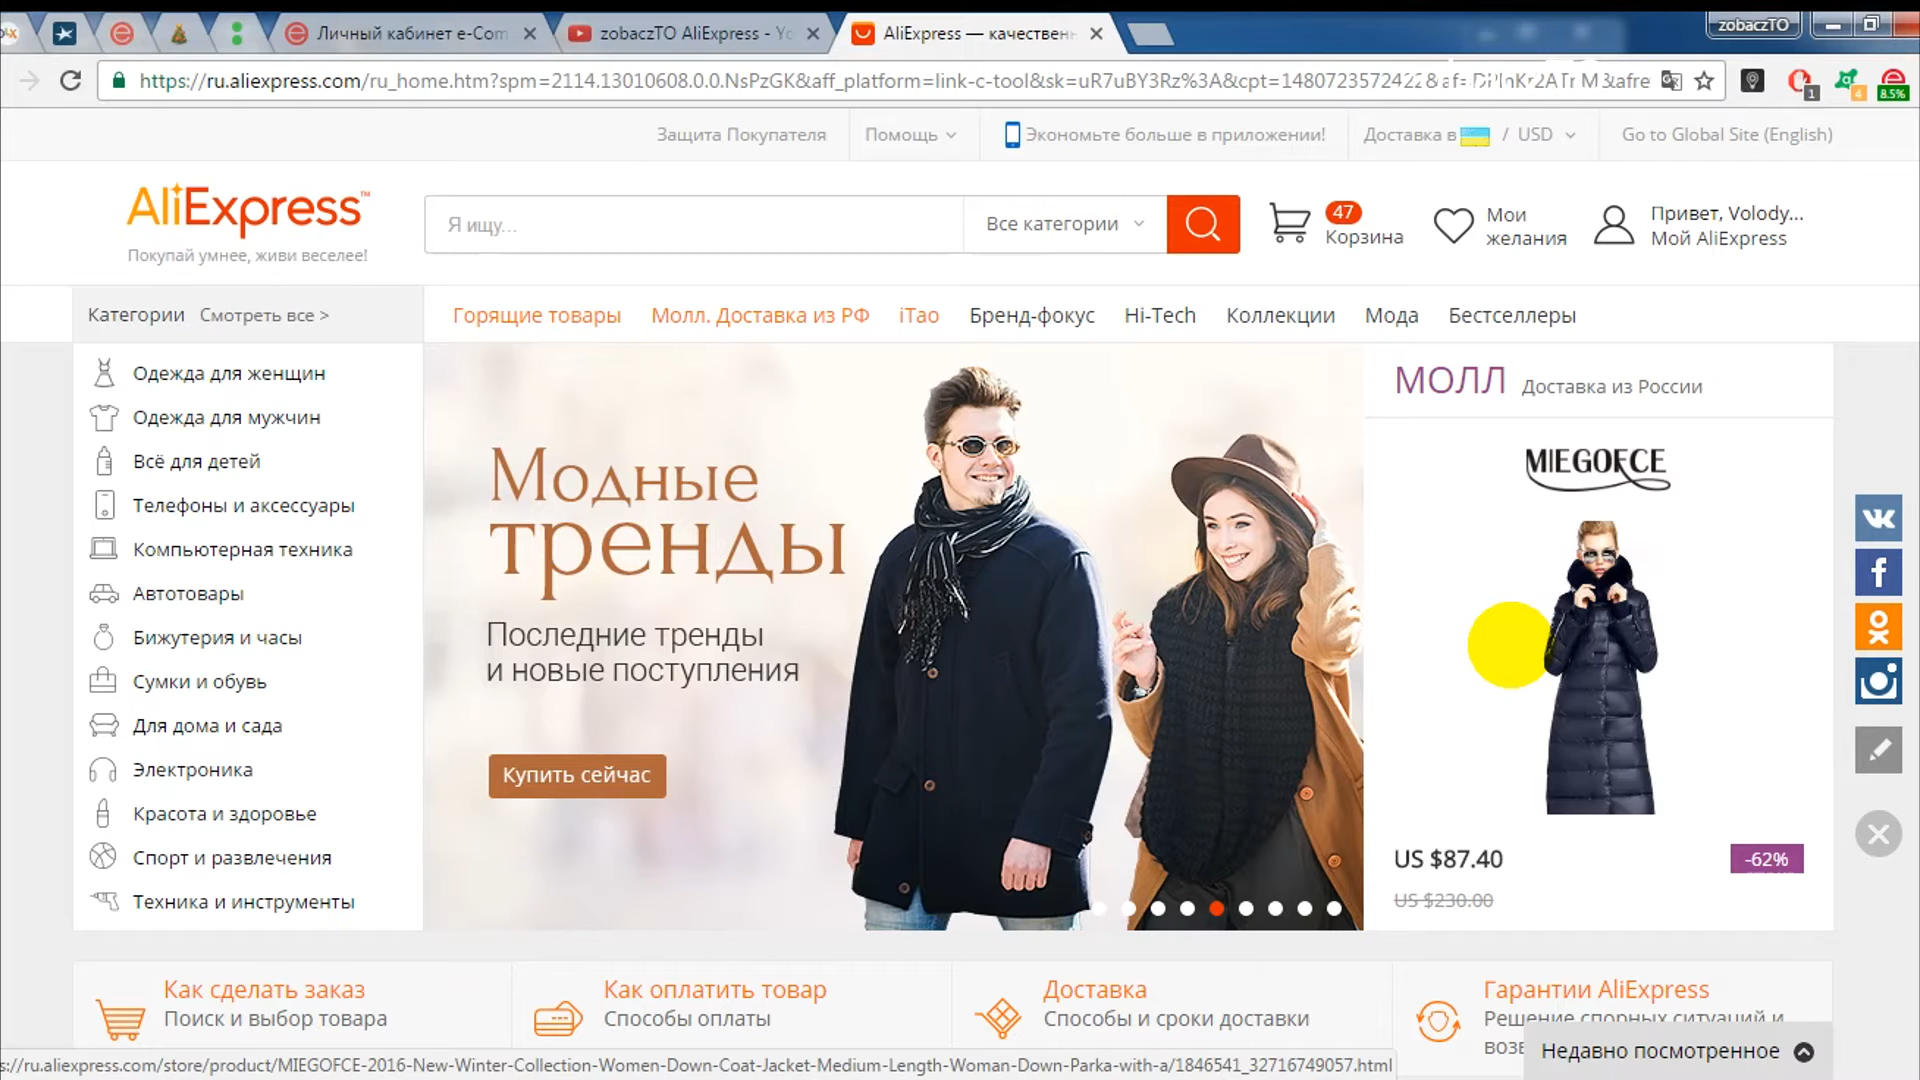 Личный кабинет e-Com
zobaczTO AliExpress - Yo
AliExpress — качествен
zobaczTO
https://ru.aliexpress.com/ru_home.htm?spm=2114.13010608.0.0.NsPzGK&aff_platform=link-c-tool&sk=uR7uBY3Rz%3A&cpt=1480723572422
1
4
8.5%
Защита Покупателя
Помощь
Экономьте больше в приложении!
Доставка в / USD
Go to Global Site (English)
AliExpress™
Покупай умнее, живи веселее!
Я ищу...
Все категории
47
Корзина
Мои
желания
Привет, Volody...
Мой AliExpress
Категории Смотреть все >
Горящие товары
Молл. Доставка из РФ
iTao
Бренд-фокус
Hi-Tech
Коллекции
Мода
Бестселлеры
Одежда для женщин
Одежда для мужчин
Всё для детей
Телефоны и аксессуары
Компьютерная техника
Автотовары
Бижутерия и часы
Сумки и обувь
Для дома и сада
Электроника
Красота и здоровье
Спорт и развлечения
Техника и инструменты
Модные
тренды
Последние тренды
и новые поступления
Купить сейчас
МОЛЛ Доставка из России
MIEGOFCE
US $87.40
-62%
US $230.00
Как сделать заказ
Поиск и выбор товара
Как оплатить товар
Способы оплаты
Доставка
Способы и сроки доставки
Гарантии AliExpress
Решение спорных ситуаций и
возв
Недавно посмотренное
s://ru.aliexpress.com/store/product/MIEGOFCE-2016-New-Winter-Collection-Women-Down-Coat-Jacket-Medium-Length-Woman-Down-Parka-with-a/1846541_32716749057.html